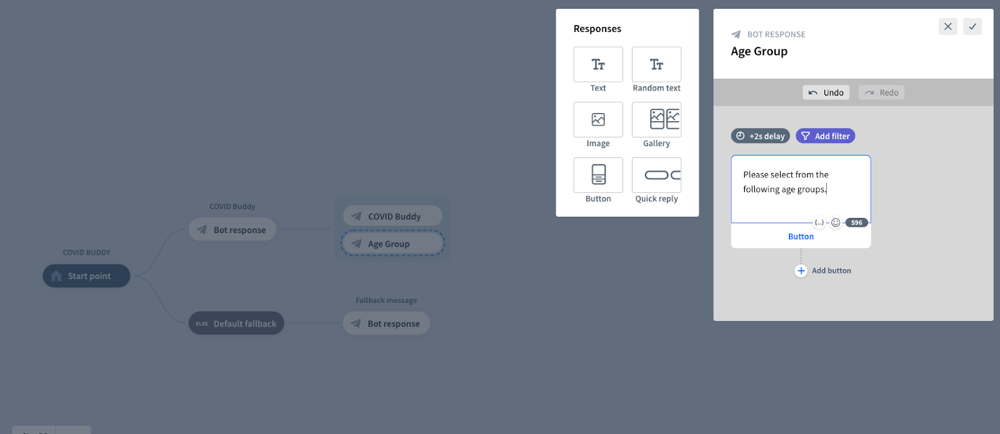 COVID Buddy
Bot response
COVID BUDDY
Start point
COVID Buddy
Age Group
Fallback message
ELSE Default fallback
Bot response
Responses
Text
Random text
Image
Gallery
Button
Quick reply
BOT RESPONSE
Age Group
Undo
Redo
+2s delay
Add filter
Please select from the
following age groups.
{...}
596
Button
Add button